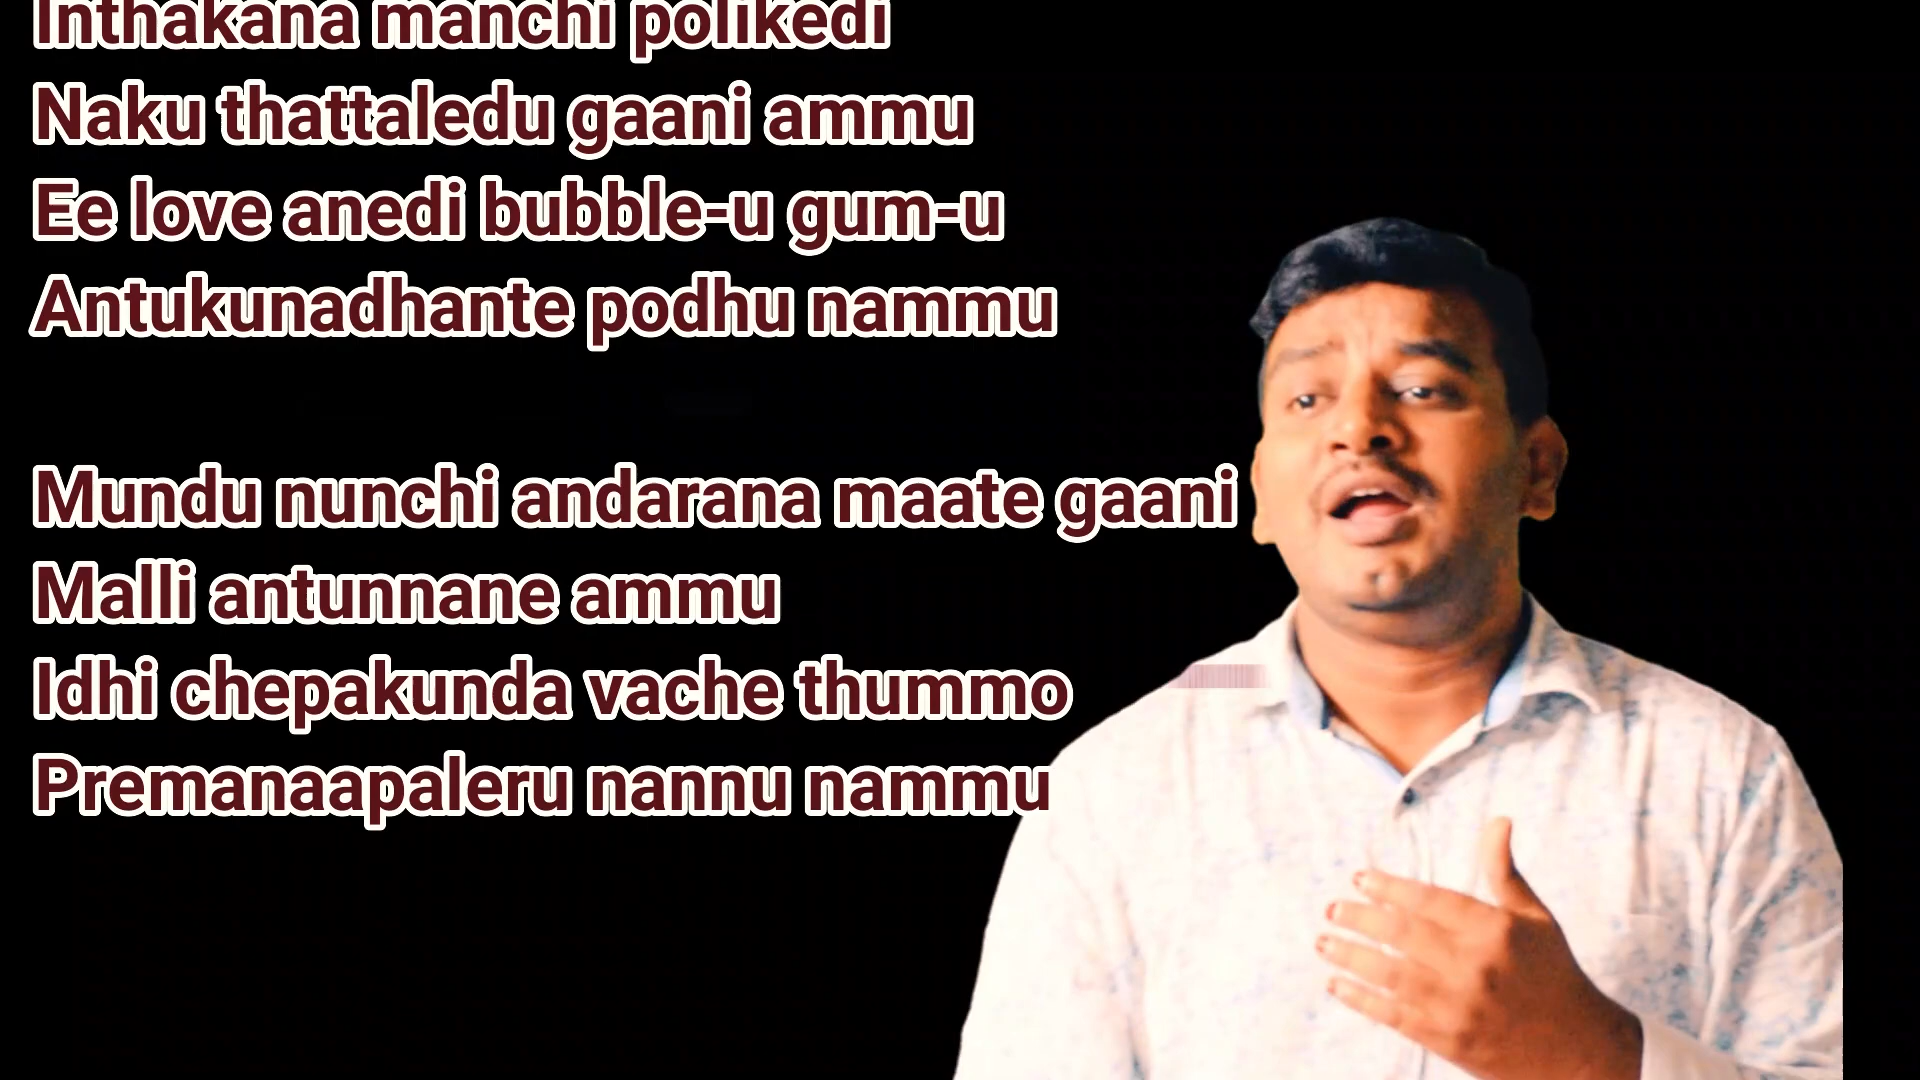 Inthakana manchi polikedi
Naku thattaledu gaani ammu
Ee love anedi bubble-u gum-u
Antukunadhante podhu nammu
Mundu nunchi andarana maate gaani
Malli antunnane ammu
Idhi chepakunda vache thummo
Premanaapaleru nannu nammu